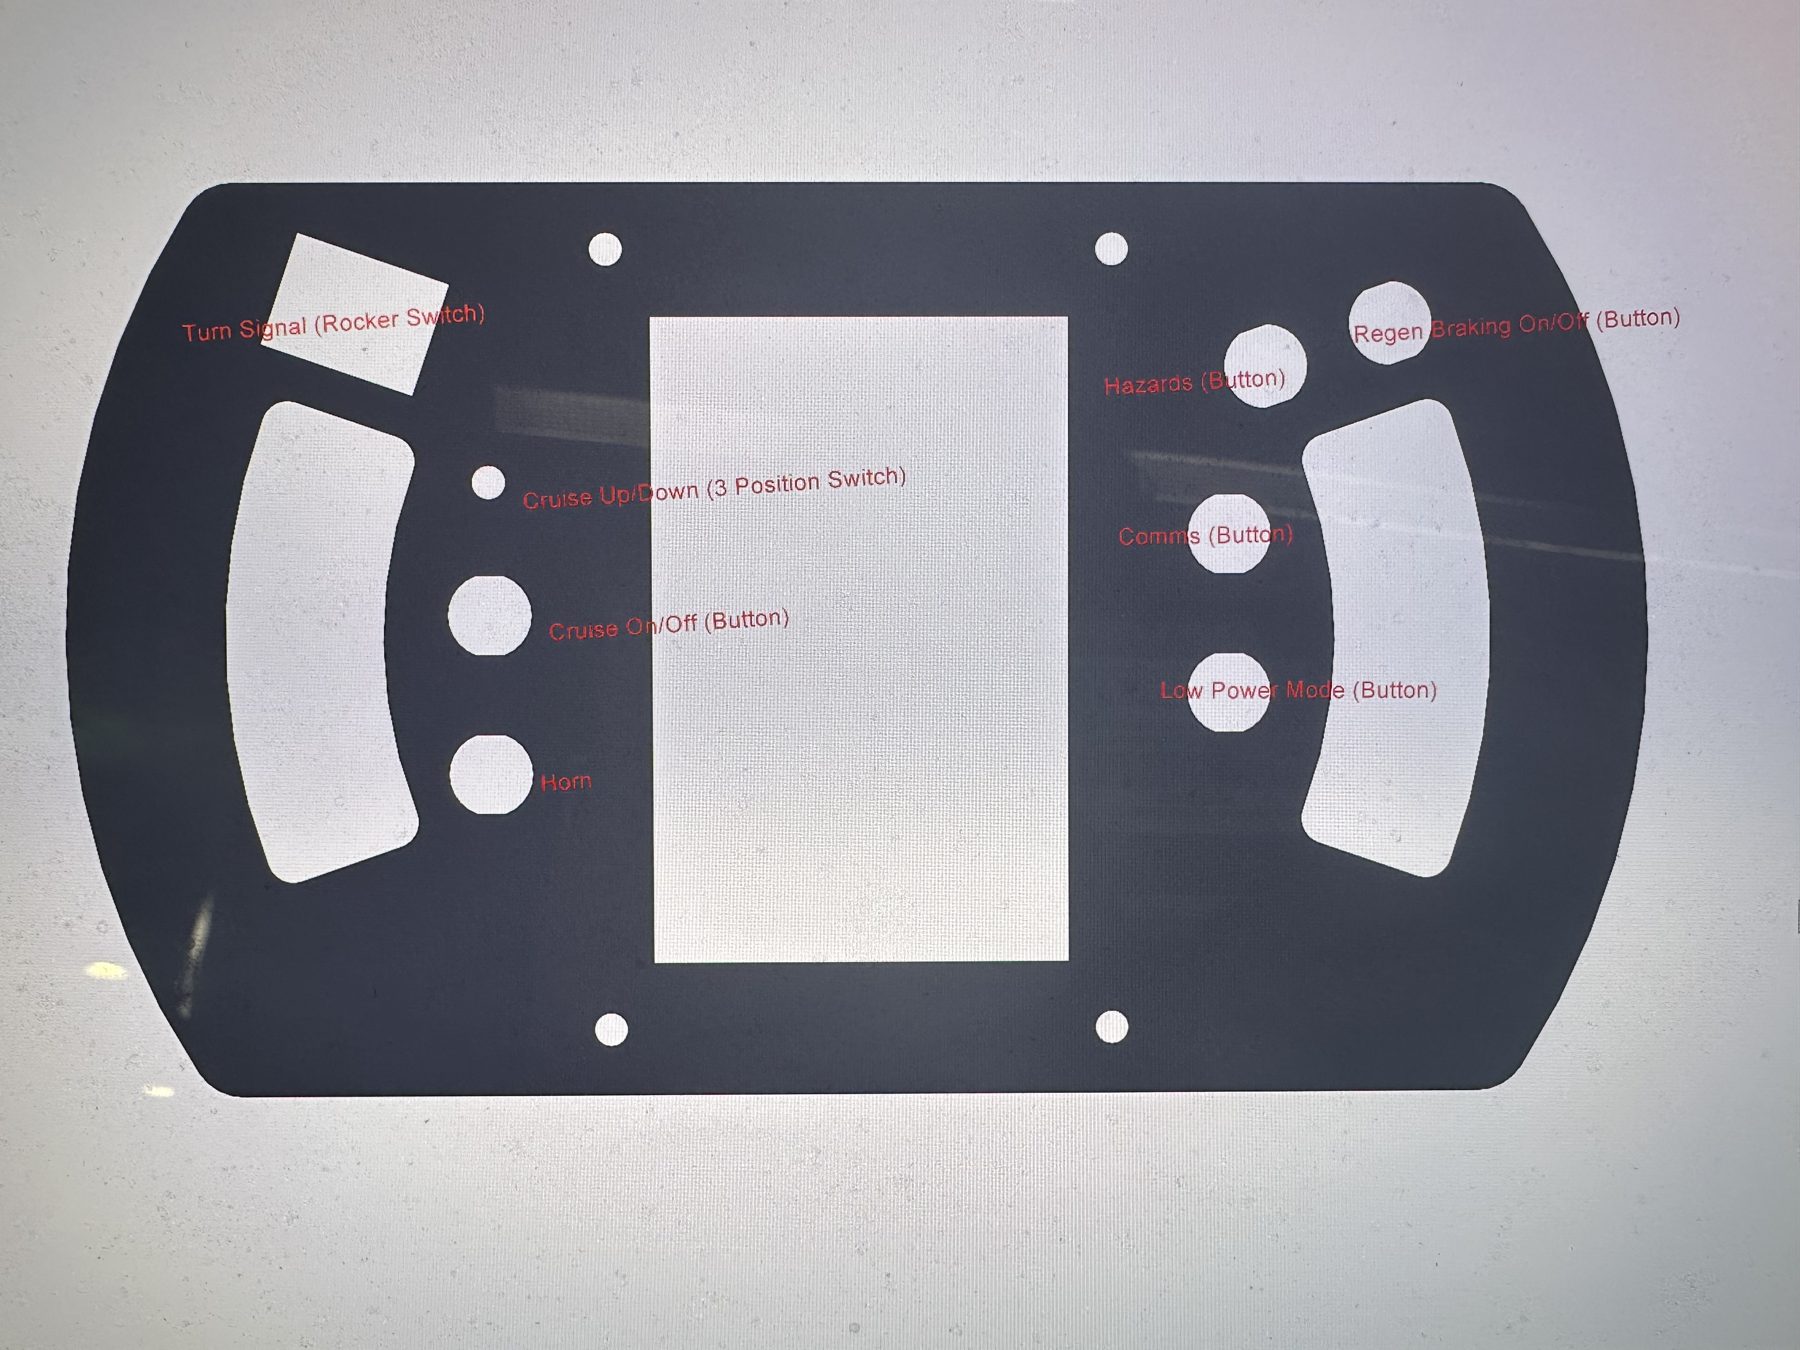 Turn Signal (Rocker Switch)
Cruise Up/Down (3 Position Switch)
Cruise On/Off (Button)
Horn
Regen Braking On/Off (Button)
Hazards (Button)
Comms (Button)
Low Power Mode (Button)